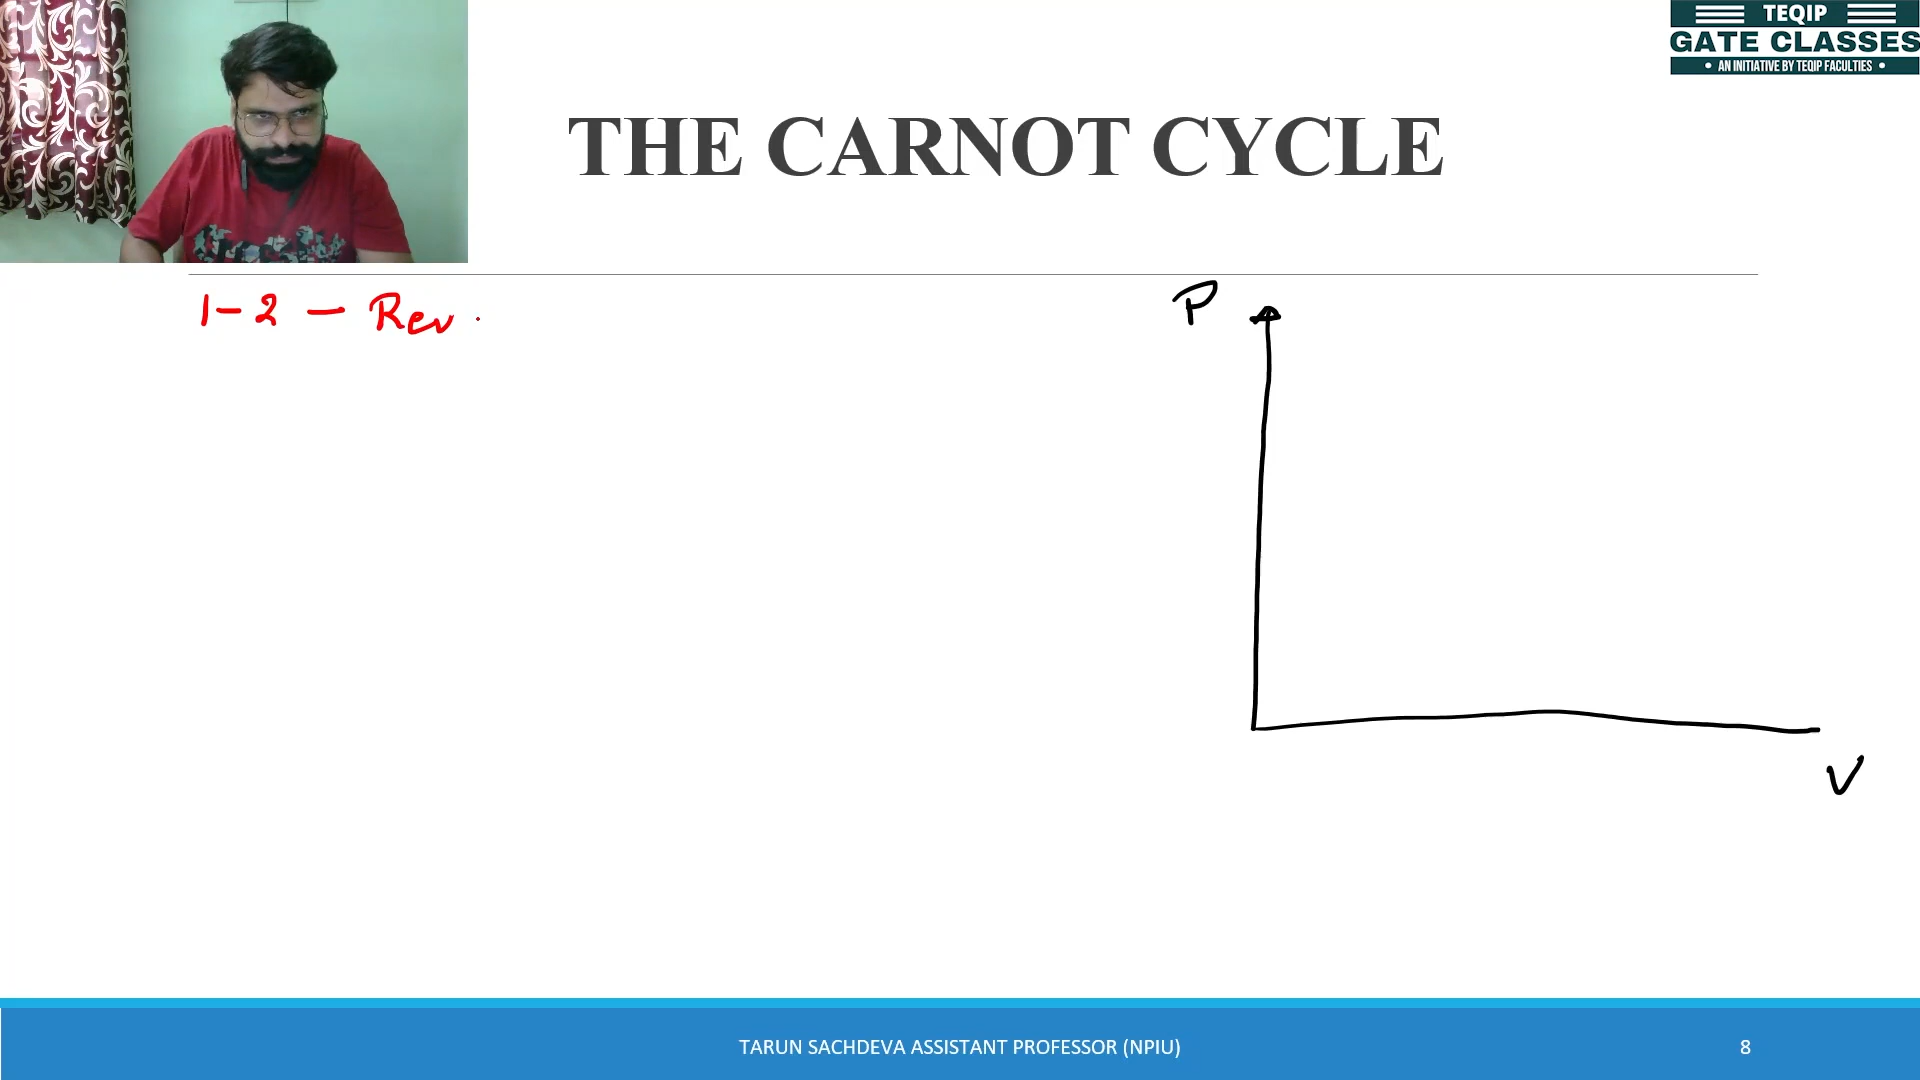 TEQIP
GATE CLASSES
• AN INITIATIVE BY TEQIP FACULTIES •
THE CARNOT CYCLE
1-2 - Rev.
P
V
TARUN SACHDEVA ASSISTANT PROFESSOR (NPIU)
8